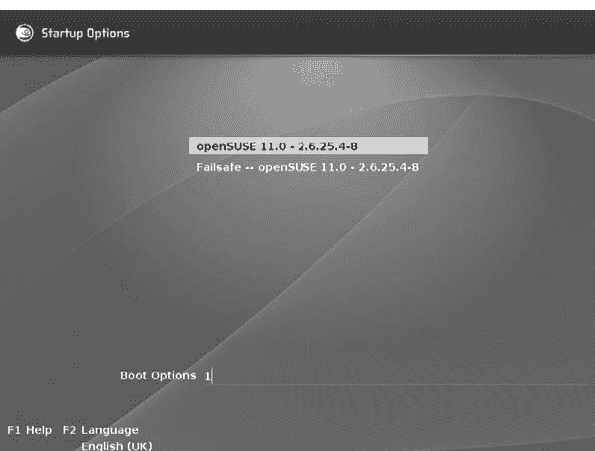 Startup Options
openSUSE 11.0 - 2.6.25.4-8
Failsafe -- openSUSE 11.0 - 2.6.25.4-8
Boot Options 1
F1 Help F2 Language
English (UK)